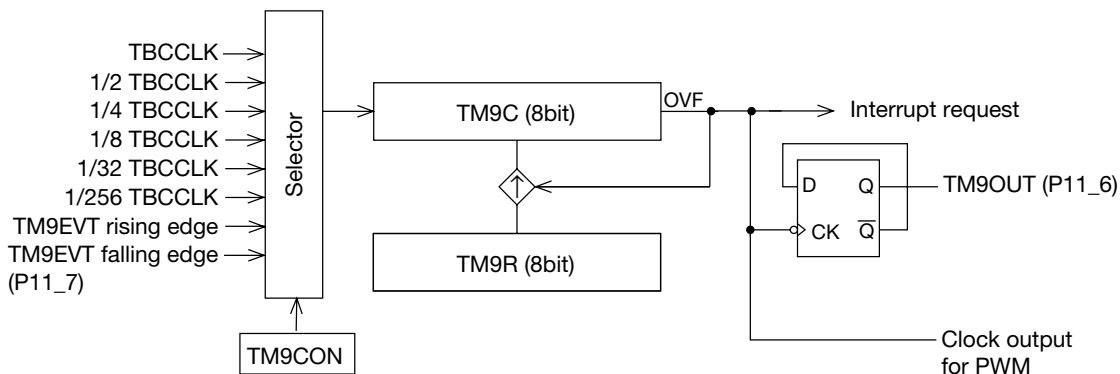 TBCCLK
1/2 TBCCLK
1/4 TBCCLK
1/8 TBCCLK
1/32 TBCCLK
1/256 TBCCLK
TM9EVT rising edge
TM9EVT falling edge
(P11_7)
Selector
TM9CON
TM9C (8bit)
OVF
TM9R (8bit)
Interrupt request
D Q
CK Q̅
TM9OUT (P11_6)
Clock output
for PWM